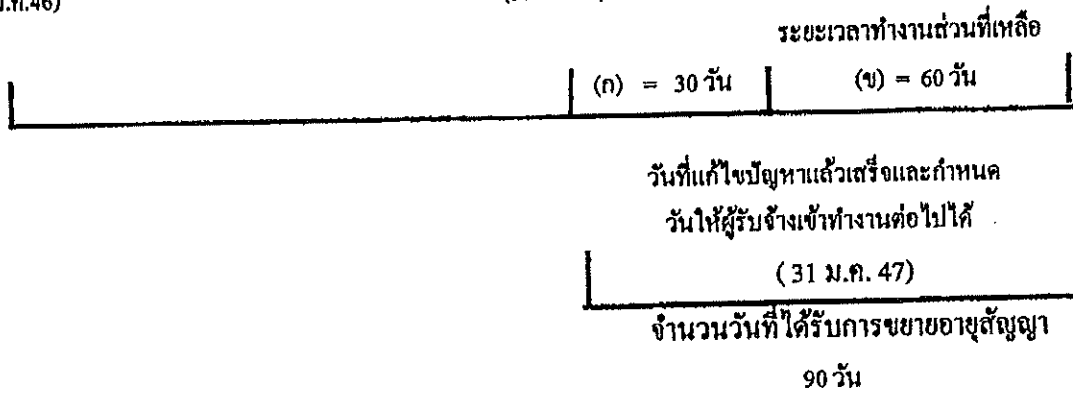 ระยะเวลาทำงานส่วนที่เหลือ
(ก) = 30 วัน (ข) = 60 วัน
วันที่แก้ไขปัญหาแล้วเสร็จและกำหนด
วันให้ผู้รับจ้างเข้าทำงานต่อไปได้
( 31 ม.ค. 47)
จำนวนวันที่ได้รับการขยายอายุสัญญา
90 วัน